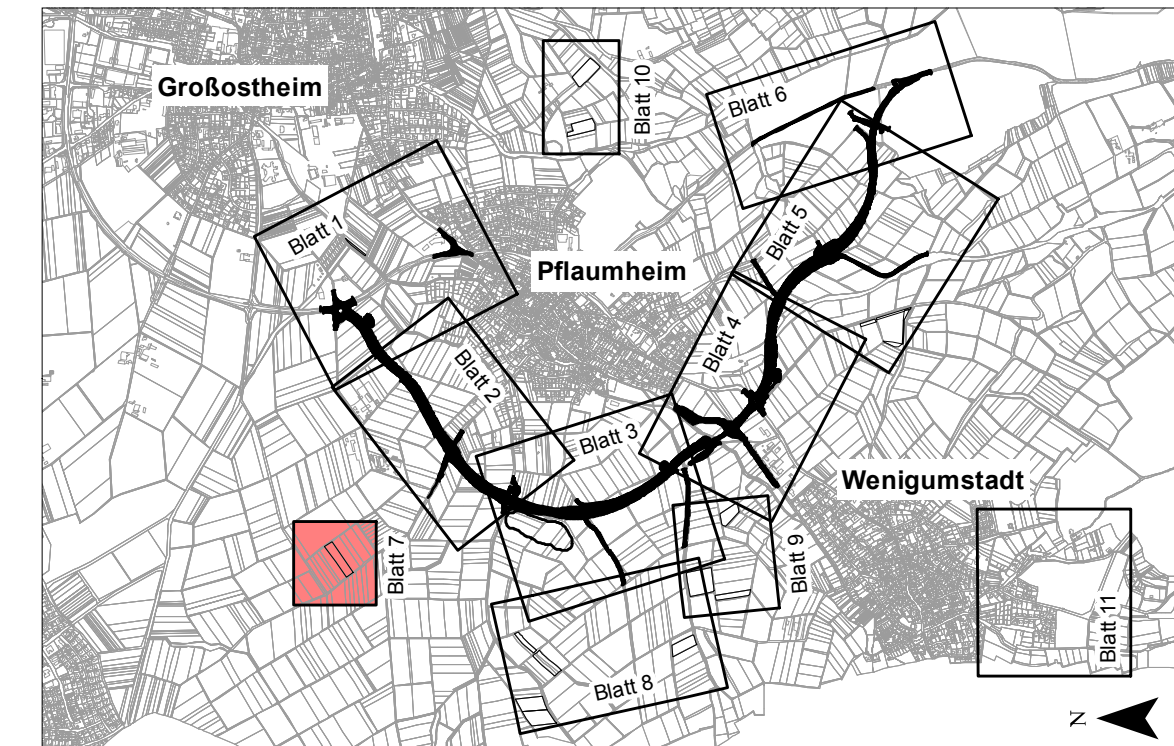 Großostheim
Blatt 10
Blatt 6
Blatt 1
Blatt 5
Pflaumheim
Blatt 4
Blatt 2
Blatt 3
Wenigumstadt
Blatt 7
Blatt 9
Blatt 11
Blatt 8
N